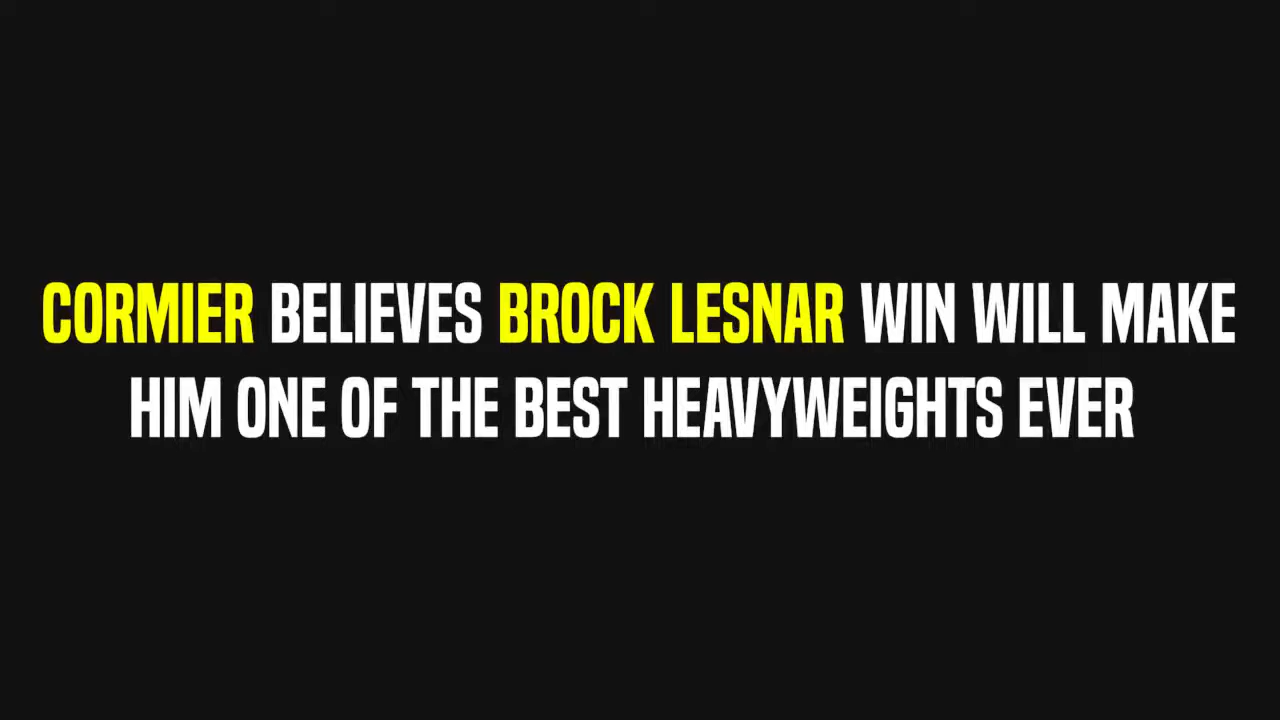 CORMIER BELIEVES BROCK LESNAR WIN WILL MAKE
HIM ONE OF THE BEST HEAVYWEIGHTS EVER